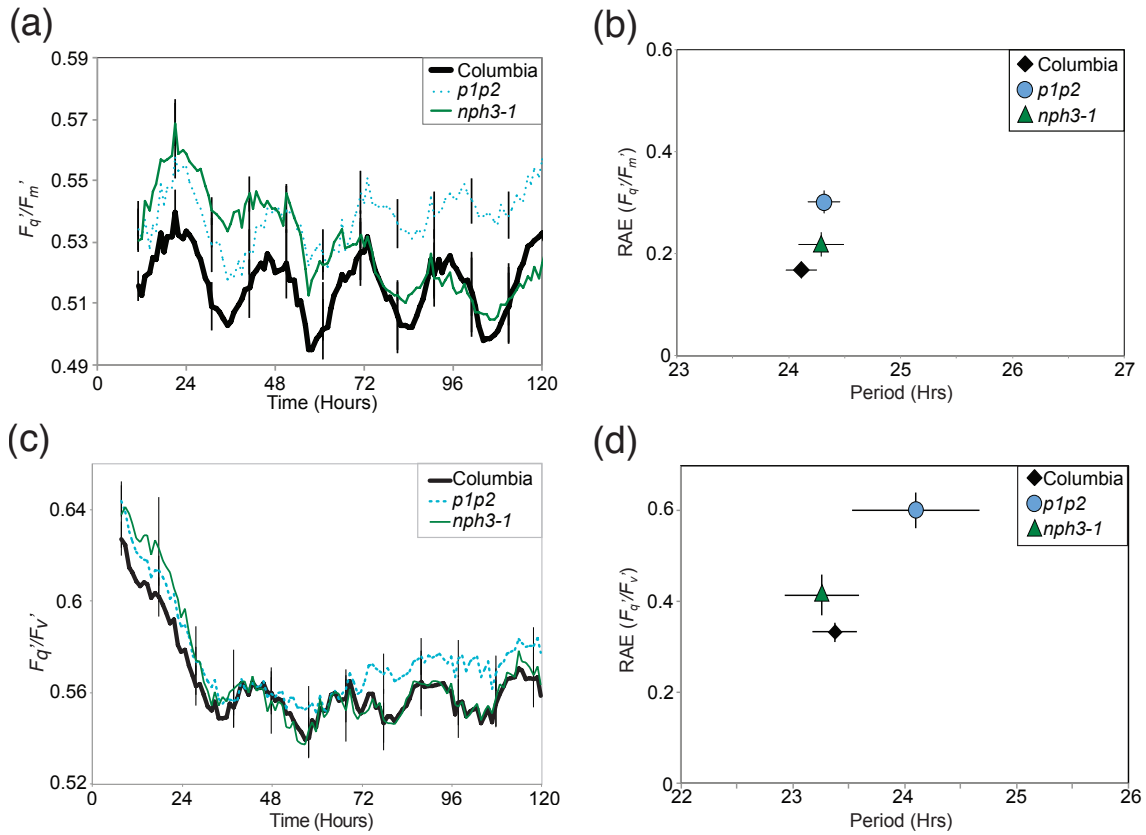 (a)
0.59
0.57
0.55
0.53
0.51
0.49
Fq'/Fm'
0
24
48
72
96
120
Time (Hours)
Columbia
p1p2
nph3-1
(b)
0.6
0.4
0.2
0
RAE (Fq'/Fm')
23
24
25
26
27
Period (Hrs)
Columbia
p1p2
nph3-1
(c)
0.64
0.6
0.56
0.52
Fq'/Fv'
0
24
48
72
96
120
Time (Hours)
Columbia
p1p2
nph3-1
(d)
0.6
0.4
0.2
0
RAE (Fq'/Fv')
22
23
24
25
26
Period (Hrs)
Columbia
p1p2
nph3-1